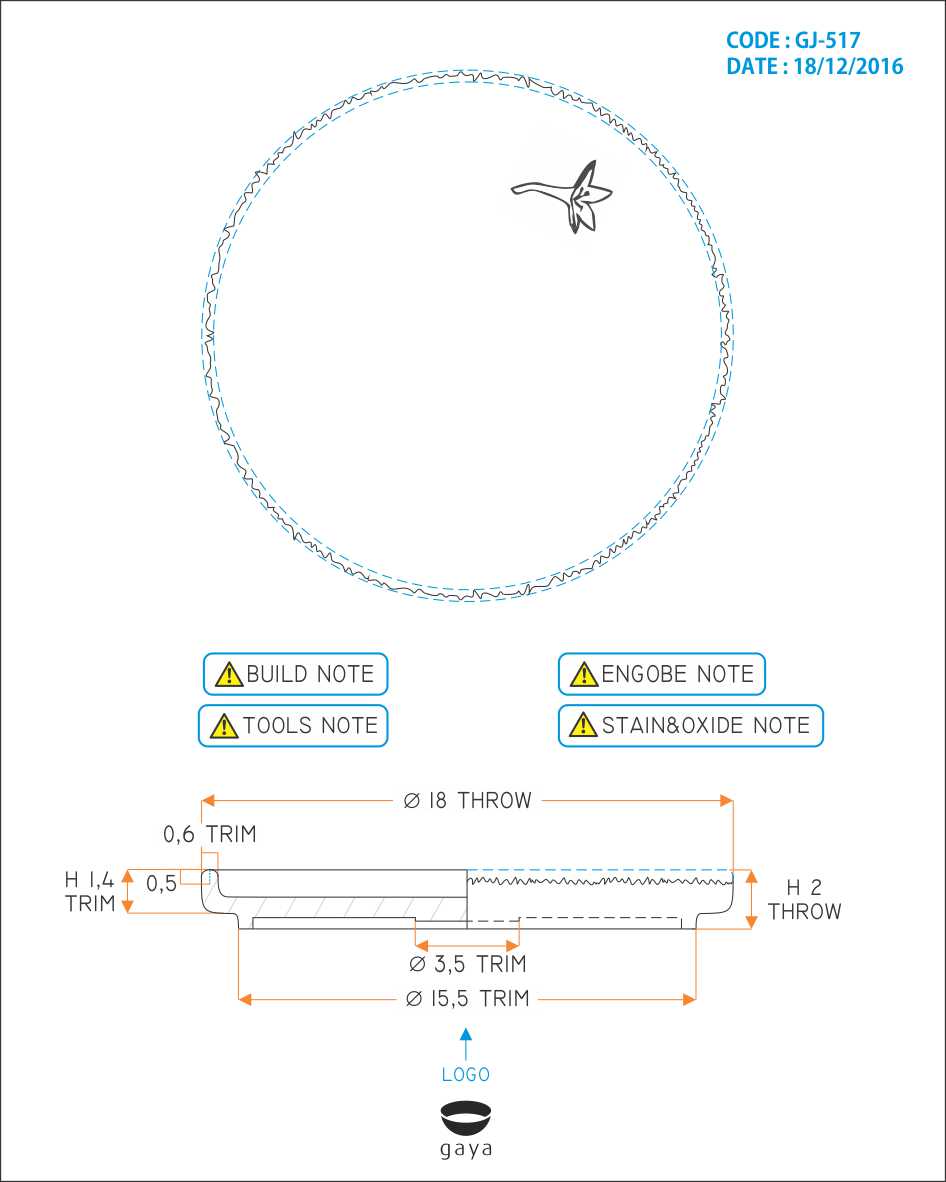 CODE : GJ-517
DATE : 18/12/2016
BUILD NOTE
ENGOBE NOTE
TOOLS NOTE
STAIN&OXIDE NOTE
Ø 18 THROW
0,6 TRIM
H 1,4
TRIM
0,5
H 2
THROW
Ø 3,5 TRIM
Ø 15,5 TRIM
LOGO
gaya